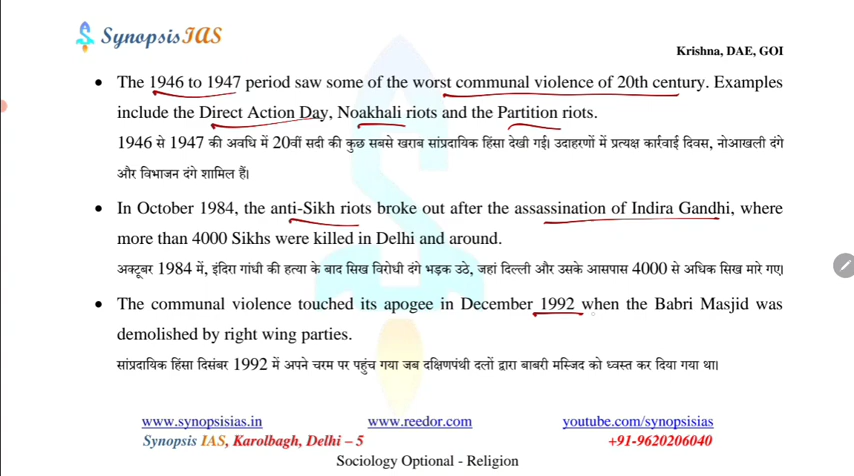 Synopsis IAS
Krishna, DAE, GOI
• The 1946 to 1947 period saw some of the worst communal violence of 20th century. Examples
include the Direct Action Day, Noakhali riots and the Partition riots.
1946 से 1947 की अवधि में 20वीं सदी की कुछ सबसे खराब सांप्रदायिक हिंसा देखी गई। उदाहरणों में प्रत्यक्ष कार्रवाई दिवस, नोआखली दंगे
और विभाजन दंगे शामिल हैं।
• In October 1984, the anti-Sikh riots broke out after the assassination of Indira Gandhi, where
more than 4000 Sikhs were killed in Delhi and around.
अक्टूबर 1984 में, इंदिरा गांधी की हत्या के बाद सिख विरोधी दंगे भड़क उठे, जहां दिल्ली और उसके आसपास 4000 से अधिक सिख मारे गए।
• The communal violence touched its apogee in December 1992 when the Babri Masjid was
demolished by right wing parties.
सांप्रदायिक हिंसा दिसंबर 1992 में अपने चरम पर पहुंच गया जब दक्षिणपंथी दलों द्वारा बाबरी मस्जिद को ध्वस्त कर दिया गया था।
www.synopsisias.in www.reedor.com youtube.com/synopsisias
Synopsis IAS, Karolbagh, Delhi – 5 +91-9620206040
Sociology Optional - Religion